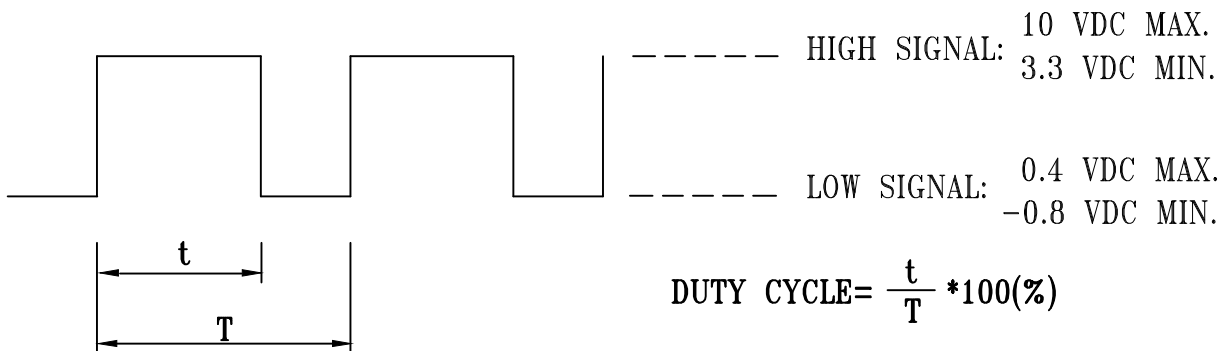 HIGH SIGNAL: 10 VDC MAX.
3.3 VDC MIN.
LOW SIGNAL: 0.4 VDC MAX.
-0.8 VDC MIN.
t
T
DUTY CYCLE= t/T *100(%)